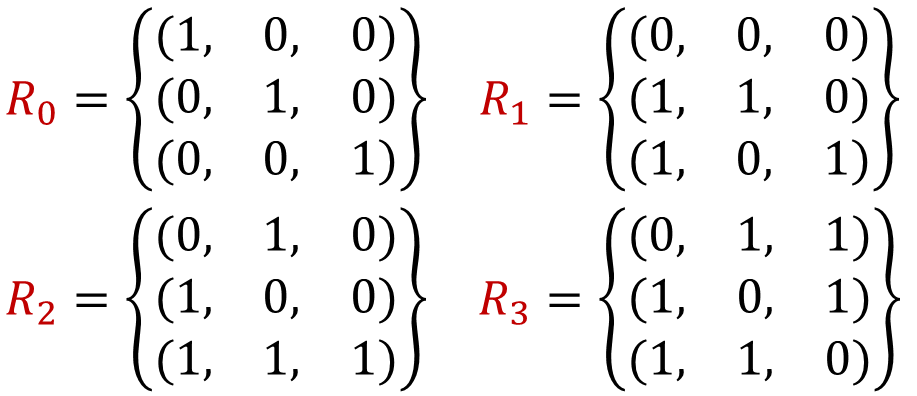 R₀ = {(1, 0, 0)
(0, 1, 0)
(0, 0, 1)}
R₁ = {(0, 0, 0)
(1, 1, 0)
(1, 0, 1)}
R₂ = {(0, 1, 0)
(1, 0, 0)
(1, 1, 1)}
R₃ = {(0, 1, 1)
(1, 0, 1)
(1, 1, 0)}